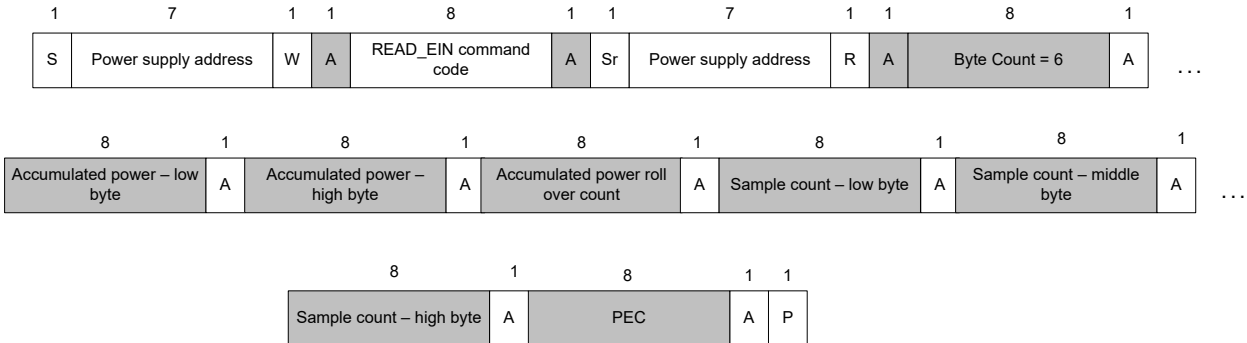 1 7 1 1 8 1 1 7 1 1 8 1
S Power supply address W A READ_EIN command code A Sr Power supply address R A Byte Count = 6 A ...
8 1 8 1 8 1 8 1 8 1
Accumulated power – low byte A Accumulated power – high byte A Accumulated power roll over count A Sample count – low byte A Sample count – middle byte A ...
8 1 8 1 1
Sample count – high byte A PEC A P